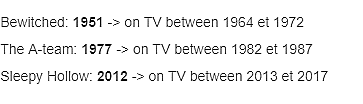 Bewitched: 1951 -> on TV between 1964 et 1972
The A-team: 1977 -> on TV between 1982 et 1987
Sleepy Hollow: 2012 -> on TV between 2013 et 2017